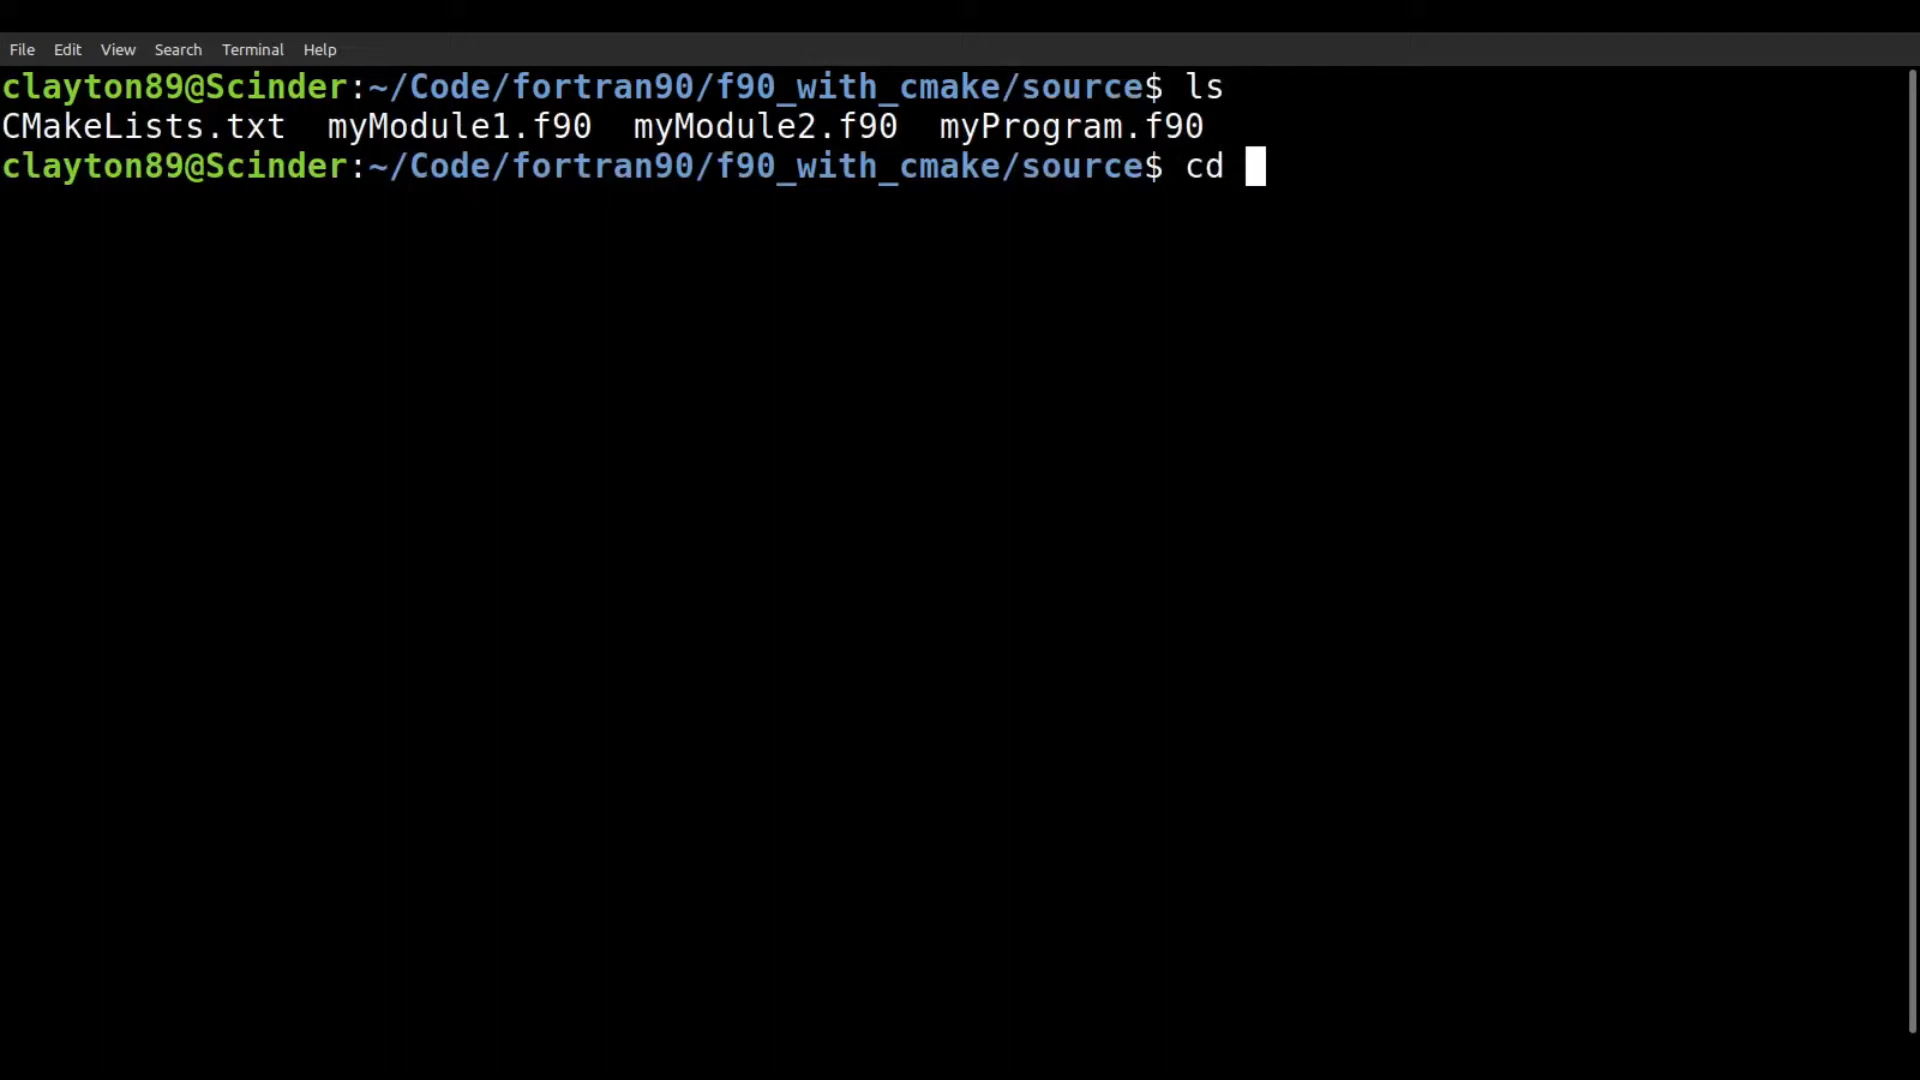 File Edit View Search Terminal Help
clayton89@Scinder:~/Code/fortran90/f90_with_cmake/source$ ls
CMakeLists.txt  myModule1.f90  myModule2.f90  myProgram.f90
clayton89@Scinder:~/Code/fortran90/f90_with_cmake/source$ cd